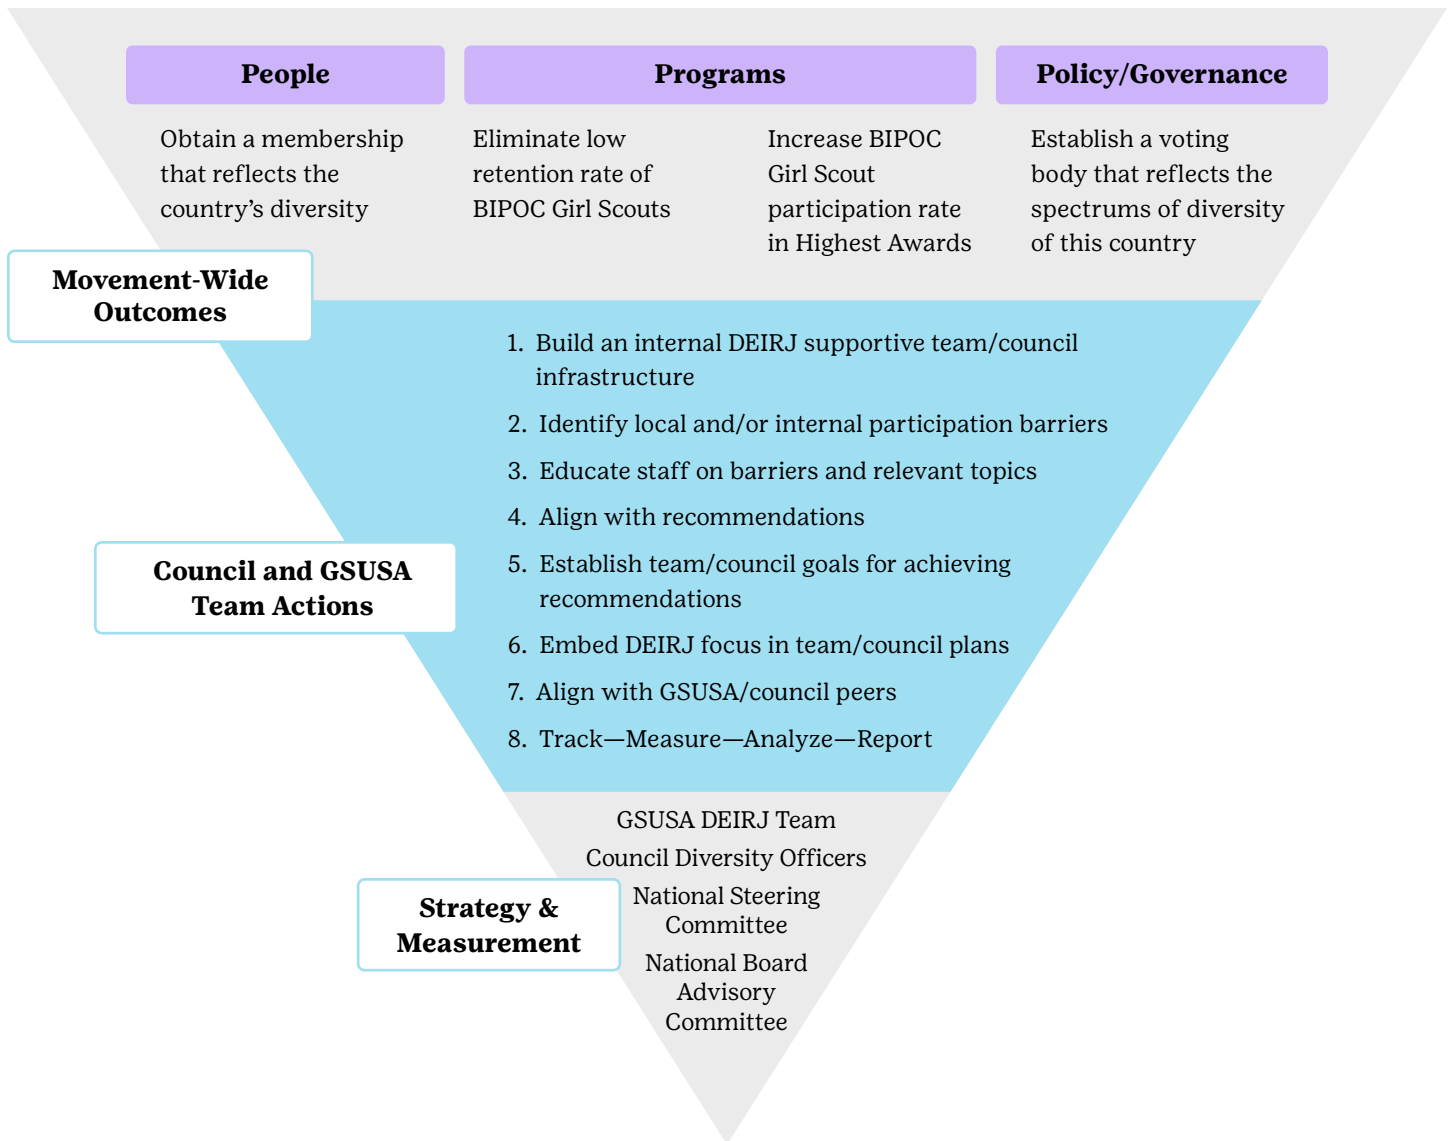 People
Programs
Policy/Governance
Obtain a membership
that reflects the
country’s diversity
Eliminate low
retention rate of
BIPOC Girl Scouts
Increase BIPOC
Girl Scout
participation rate
in Highest Awards
Establish a voting
body that reflects the
spectrums of diversity
of this country
Movement-Wide
Outcomes
1. Build an internal DEIRJ supportive team/council
infrastructure
2. Identify local and/or internal participation barriers
3. Educate staff on barriers and relevant topics
4. Align with recommendations
5. Establish team/council goals for achieving
recommendations
6. Embed DEIRJ focus in team/council plans
7. Align with GSUSA/council peers
8. Track—Measure—Analyze—Report
Council and GSUSA
Team Actions
GSUSA DEIRJ Team
Council Diversity Officers
National Steering
Committee
National Board
Advisory
Committee
Strategy &
Measurement